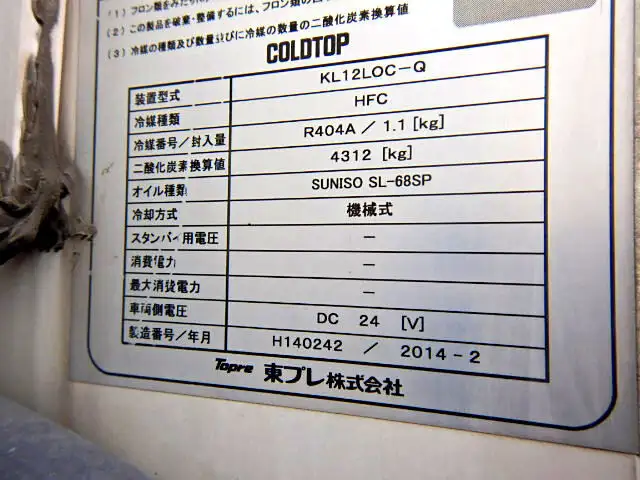 (1) フロン類をみだりに
(2) この製品を破棄・整備するには、フロン類の回
(3) 冷媒の種類及び数量並びに冷媒の数量の二酸化炭素換算値
COLDTOP
装置型式 KL12LOC-Q
冷媒種類 HFC
冷媒番号/封入量 R404A / 1.1 [kg]
二酸化炭素換算値 4312 [kg]
オイル種類 SUNISO SL-68SP
冷却方式 機械式
スタンバイ用電圧 -
消費電力 -
最大消費電力 -
車両側電圧 DC 24 [V]
製造番号/年月 H140242 / 2014-2
Topre 東プレ株式会社